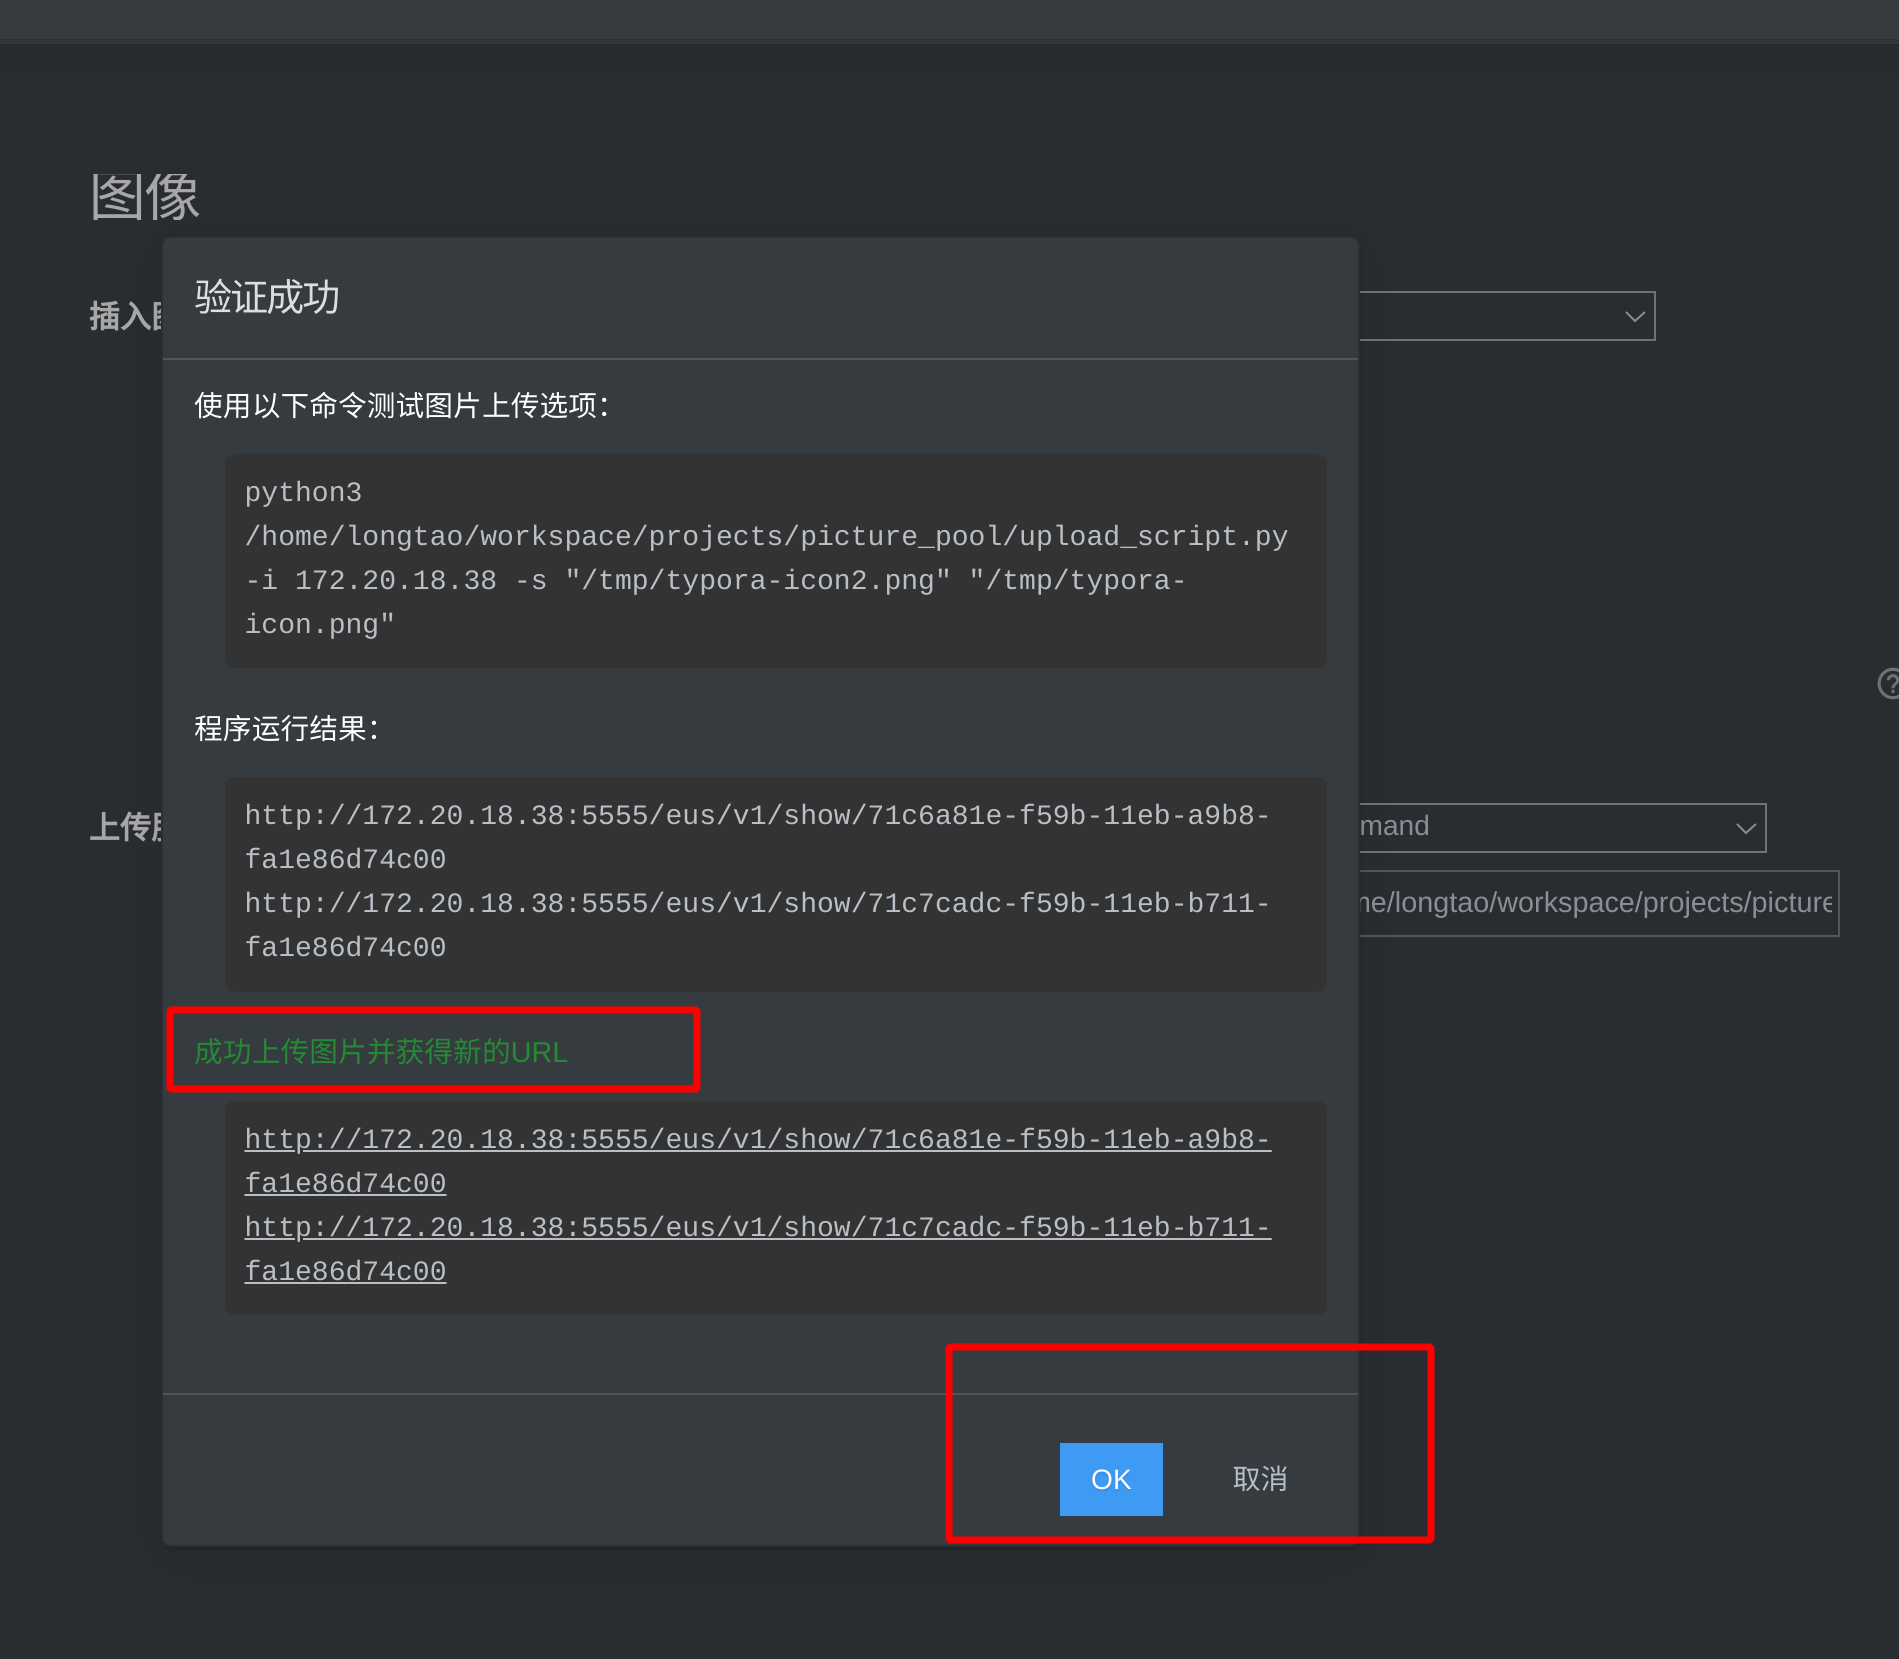 图像
验证成功
插入
使用以下命令测试图片上传选项：
python3
/home/longtao/workspace/projects/picture_pool/upload_script.py
-i 172.20.18.38 -s "/tmp/typora-icon2.png" "/tmp/typora-
icon.png"
程序运行结果：
http://172.20.18.38:5555/eus/v1/show/71c6a81e-f59b-11eb-a9b8-
fa1e86d74c00
http://172.20.18.38:5555/eus/v1/show/71c7cadc-f59b-11eb-b711-
fa1e86d74c00
上传
mand
e/longtao/workspace/projects/picture
成功上传图片并获得新的URL
http://172.20.18.38:5555/eus/v1/show/71c6a81e-f59b-11eb-a9b8-
fa1e86d74c00
http://172.20.18.38:5555/eus/v1/show/71c7cadc-f59b-11eb-b711-
fa1e86d74c00
OK
取消